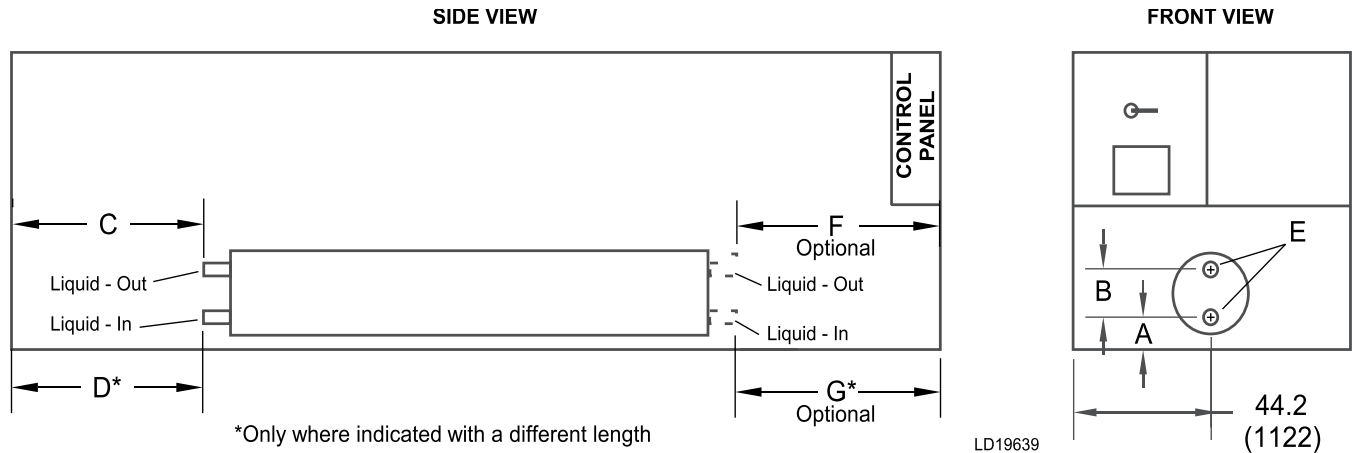 SIDE VIEW
FRONT VIEW
CONTROL
PANEL
C
F
Optional
Liquid - Out
Liquid - In
Liquid - Out
Liquid - In
D*
G*
Optional
*Only where indicated with a different length
LD19639
E
B
A
44.2
(1122)